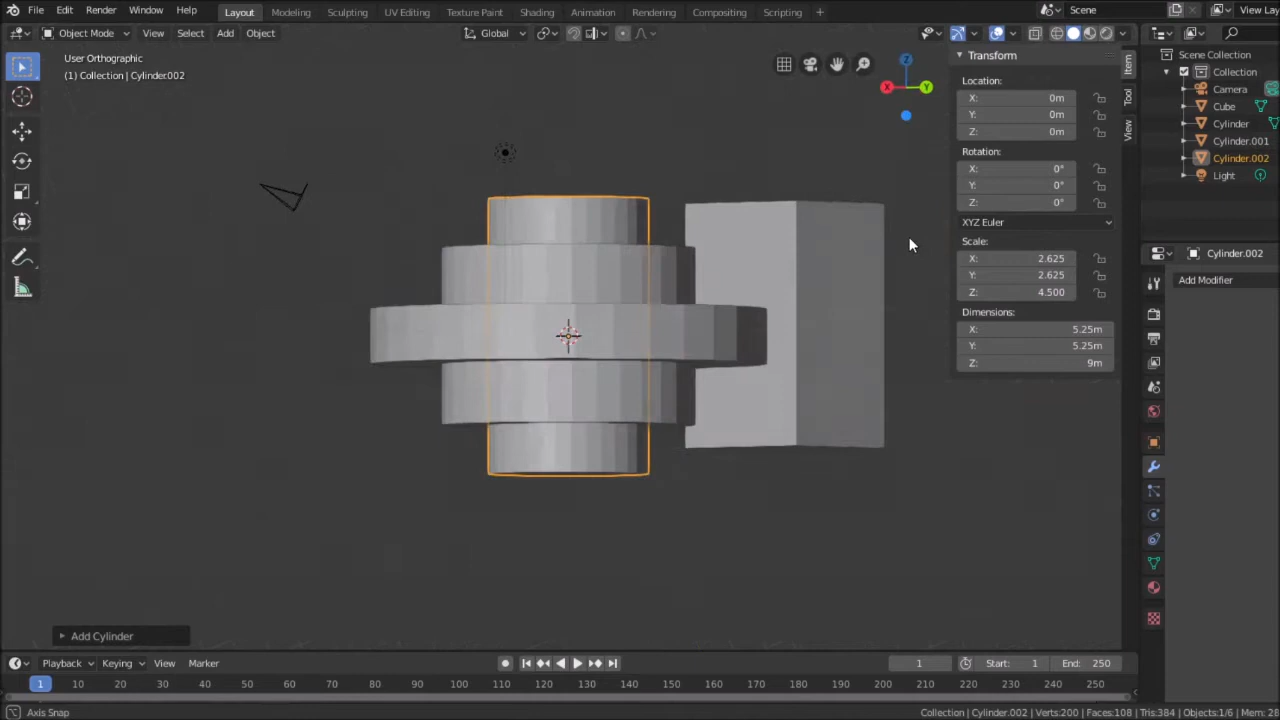 File Edit Render Window Help Layout Modeling Sculpting UV Editing Texture Paint Shading Animation Rendering Compositing Scripting + Scene View Lay
Object Mode View Select Add Object Global
User Orthographic
(1) Collection | Cylinder.002
Z
X
Y
Transform
Location:
X: 0m
Y: 0m
Z: 0m
Rotation:
X: 0°
Y: 0°
Z: 0°
XYZ Euler
Scale:
X: 2.625
Y: 2.625
Z: 4.500
Dimensions:
X: 5.25m
Y: 5.25m
Z: 9m
Item
Tool
View
Scene Collection
Collection
Camera
Cube
Cylinder
Cylinder.001
Cylinder.002
Light
Cylinder.002
Add Modifier
Add Cylinder
Playback Keying View Marker 1 Start: 1 End: 250
1 10 20 30 40 50 60 70 80 90 100 110 120 130 140 150 160 170 180 190 200 210 220 230 240 250
Axis Snap
Collection | Cylinder.002 | Verts:200 | Faces:108 | Tris:384 | Objects:1/6 | Mem: 28